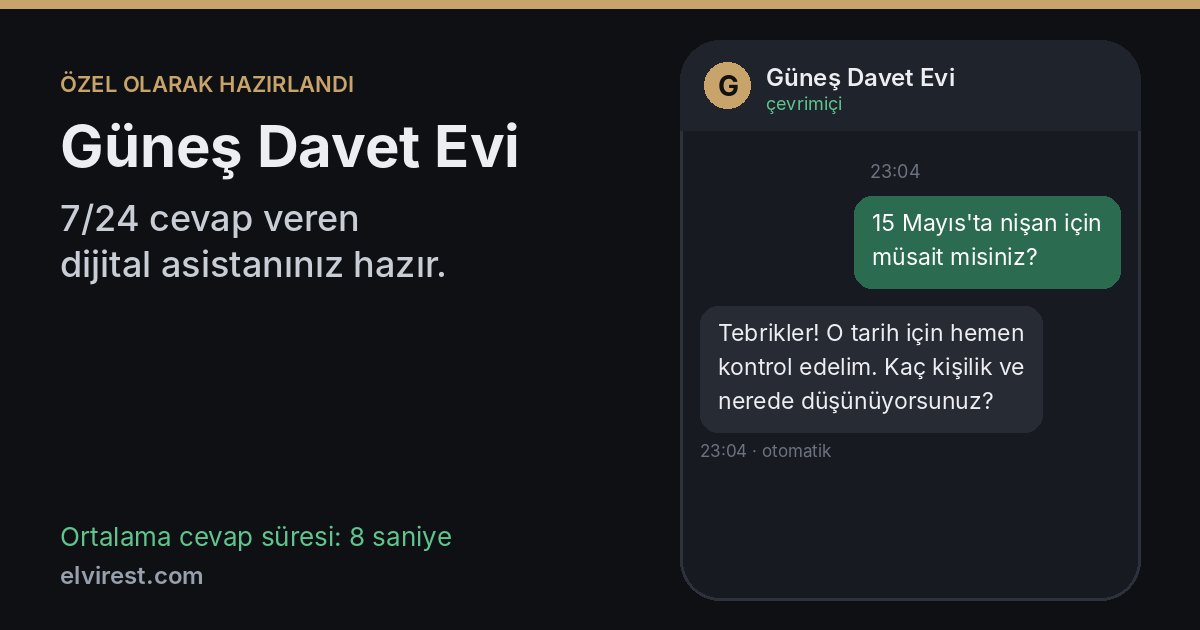 ÖZEL OLARAK HAZIRLANDI
Güneş Davet Evi
7/24 cevap veren
dijital asistanınız hazır.
Ortalama cevap süresi: 8 saniye
elvirest.com
G
Güneş Davet Evi
çevrimiçi
23:04
15 Mayıs'ta nişan için
müsait misiniz?
Tebrikler! O tarih için hemen
kontrol edelim. Kaç kişilik ve
nerede düşünüyorsunuz?
23:04 · otomatik